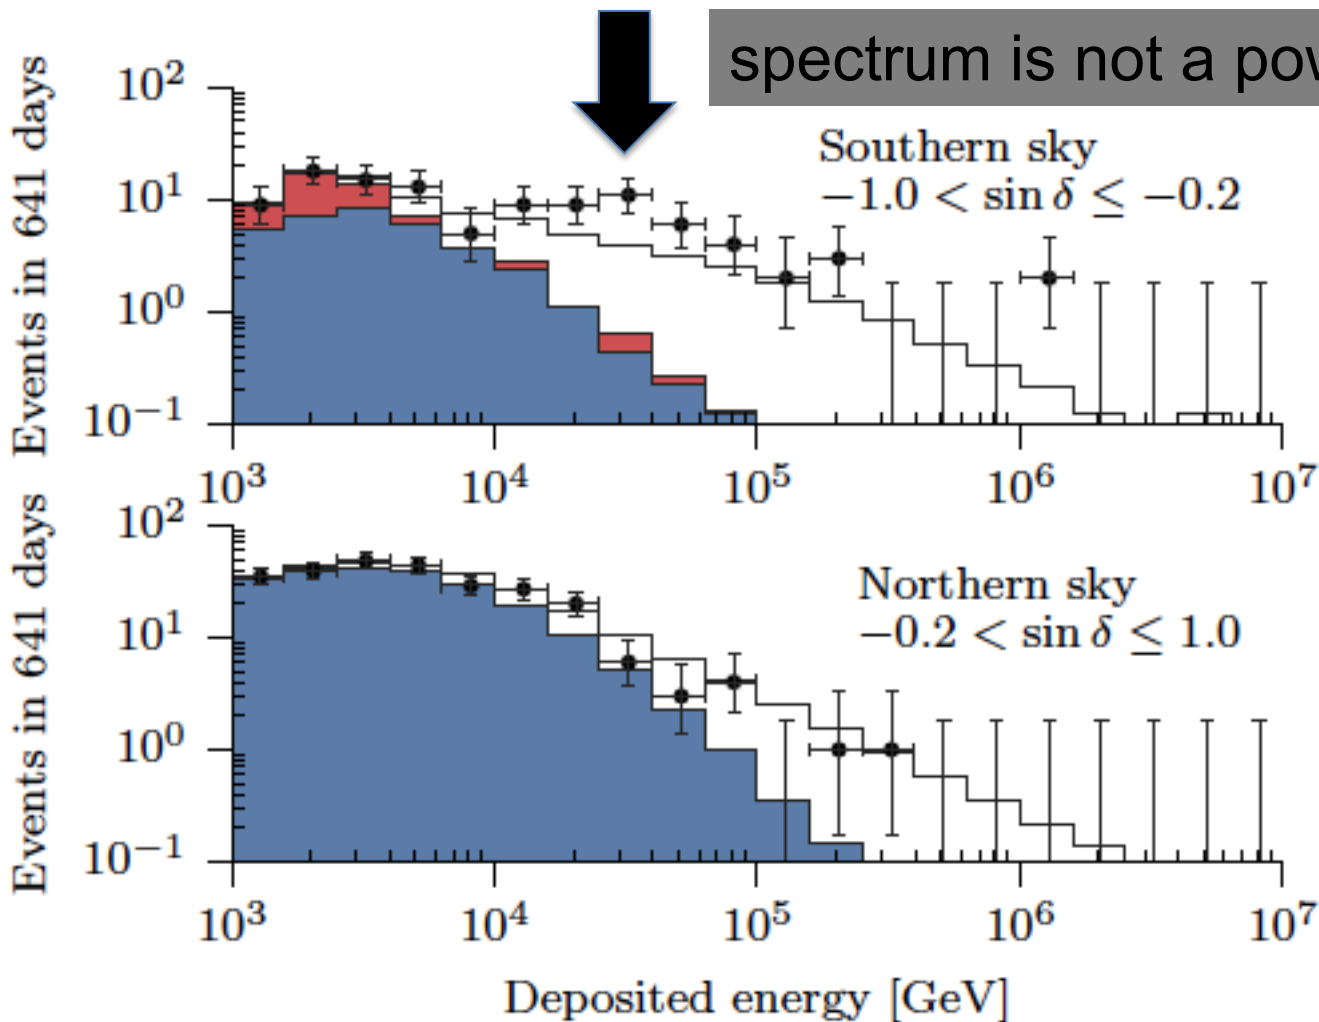 spectrum is not a pow
Southern sky
−1.0 < sin δ ≤ −0.2
Events in 641 days
10²
10¹
10⁰
10⁻¹
10³ 10⁴ 10⁵ 10⁶ 10⁷
Northern sky
−0.2 < sin δ ≤ 1.0
Events in 641 days
10²
10¹
10⁰
10⁻¹
10³ 10⁴ 10⁵ 10⁶ 10⁷
Deposited energy [GeV]